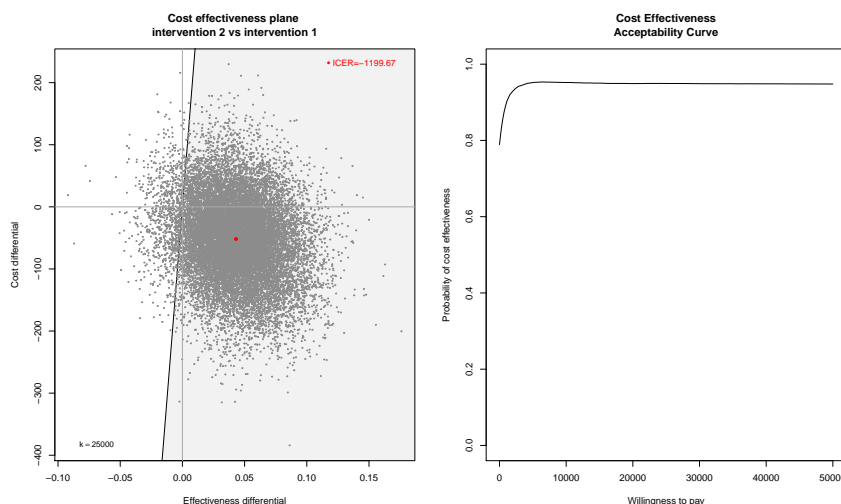 Cost effectiveness plane
intervention 2 vs intervention 1
ICER=−1199.67
200
100
0
−100
−200
−300
−400
Cost differential
k = 25000
−0.10
−0.05
0.00
0.05
0.10
0.15
Effectiveness differential
Cost Effectiveness
Acceptability Curve
1.0
0.8
0.6
0.4
0.2
0.0
Probability of cost effectiveness
0
10000
20000
30000
40000
5000
Willingness to pay